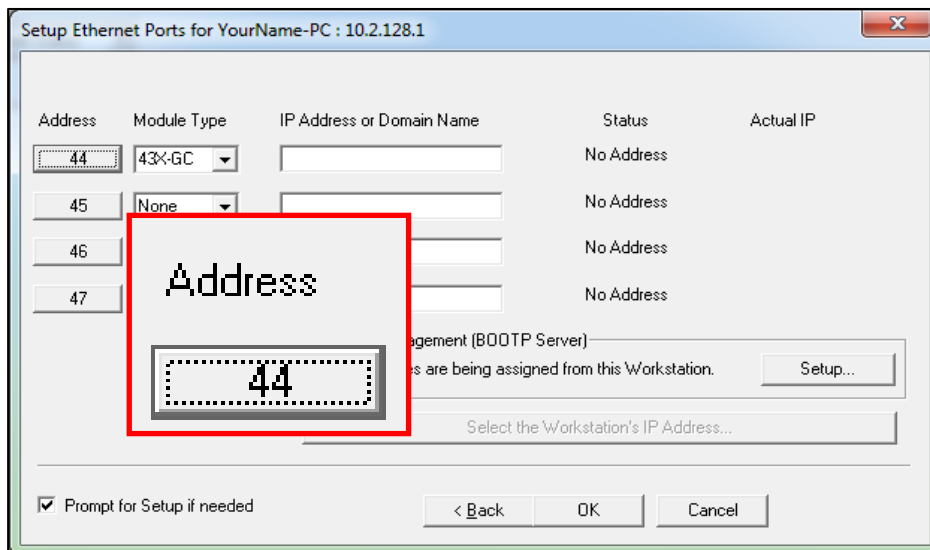 Setup Ethernet Ports for YourName-PC : 10.2.128.1
Address Module Type IP Address or Domain Name Status Actual IP
44 43X-GC No Address
45 None No Address
46 No Address
47 No Address
Address
44
agement (BOOTP Server)
es are being assigned from this Workstation. Setup...
Select the Workstation's IP Address...
Prompt for Setup if needed < Back OK Cancel